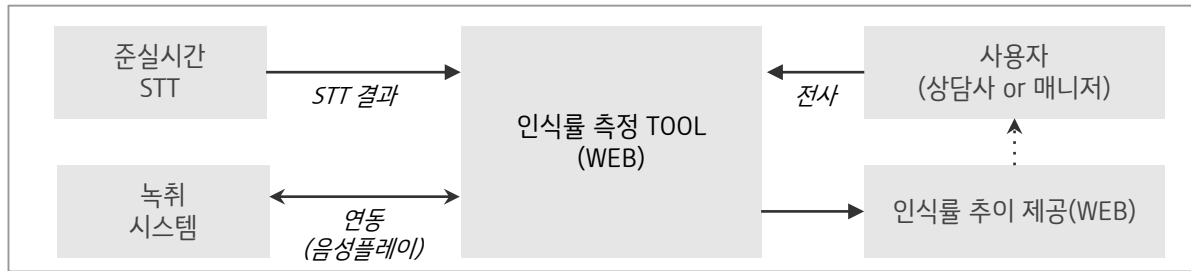 준실시간
STT
STT 결과
녹취
시스템
연동
(음성플레이)
인식률 측정 TOOL
(WEB)
전사
사용자
(상담사 or 매니저)
인식률 추이 제공(WEB)